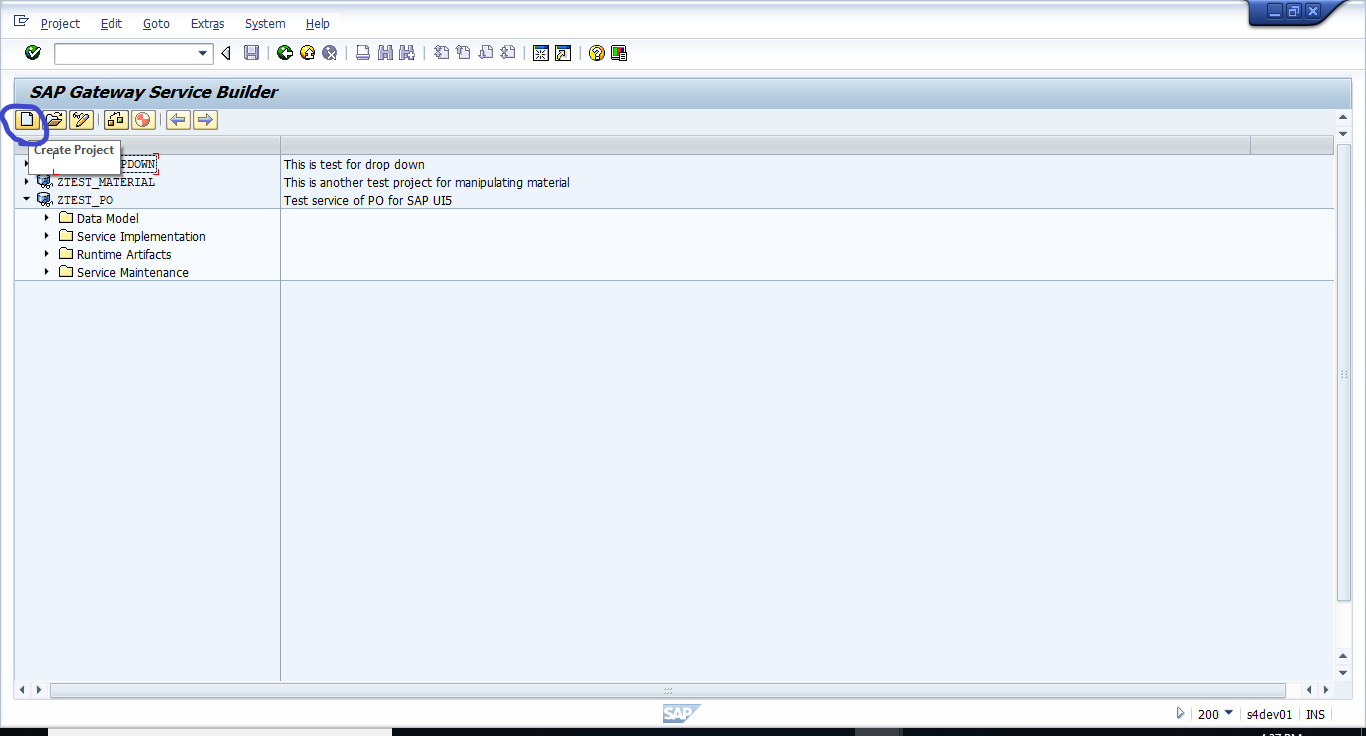 Project Edit Goto Extras System Help
SAP Gateway Service Builder
Create Project
PDOWN This is test for drop down
ZTEST_MATERIAL This is another test project for manipulating material
ZTEST_PO Test service of PO for SAP UI5
Data Model
Service Implementation
Runtime Artifacts
Service Maintenance
SAP 200 s4dev01 INS